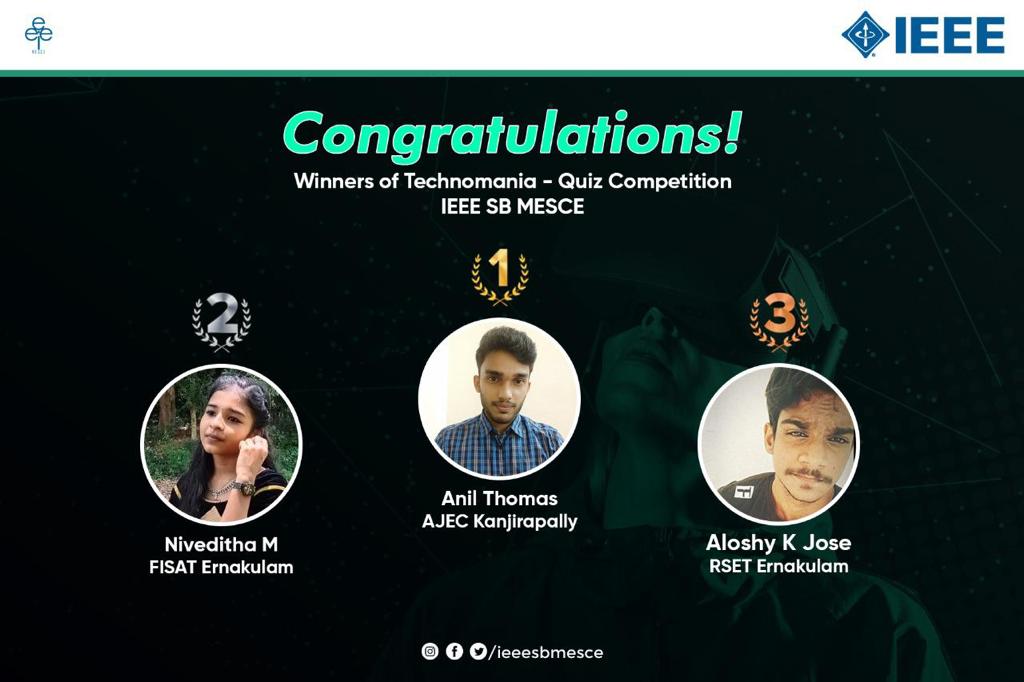 IEEE
Congratulations!
Winners of Technomania - Quiz Competition
IEEE SB MESCE
1
2
3
Anil Thomas
AJEC Kanjirapally
Niveditha M
FISAT Ernakulam
Aloshy K Jose
RSET Ernakulam
/ieeesbmesce